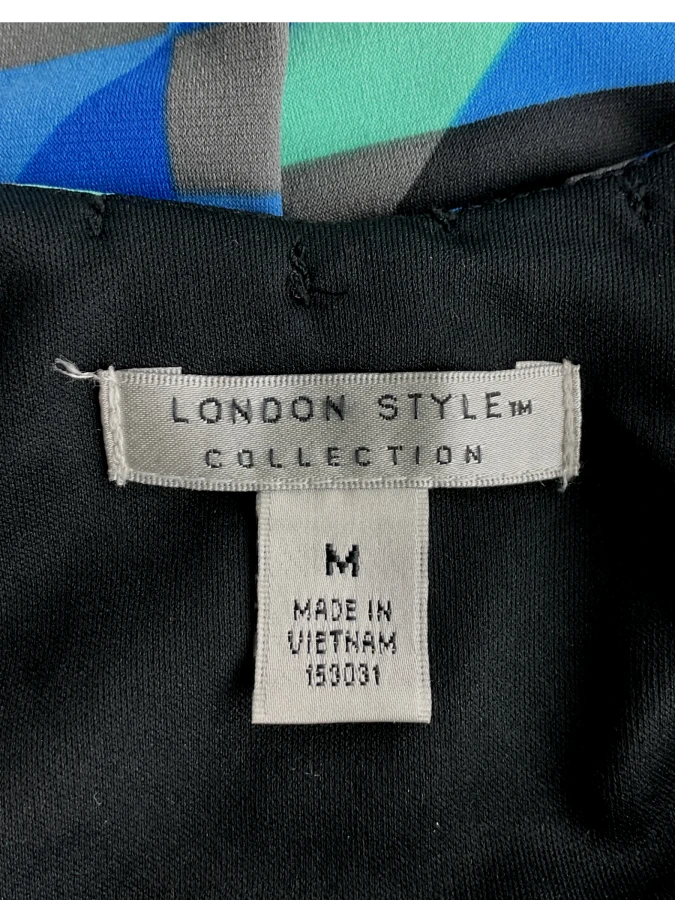 LONDON STYLE™
COLLECTION
M
MADE IN
VIETNAM
153031